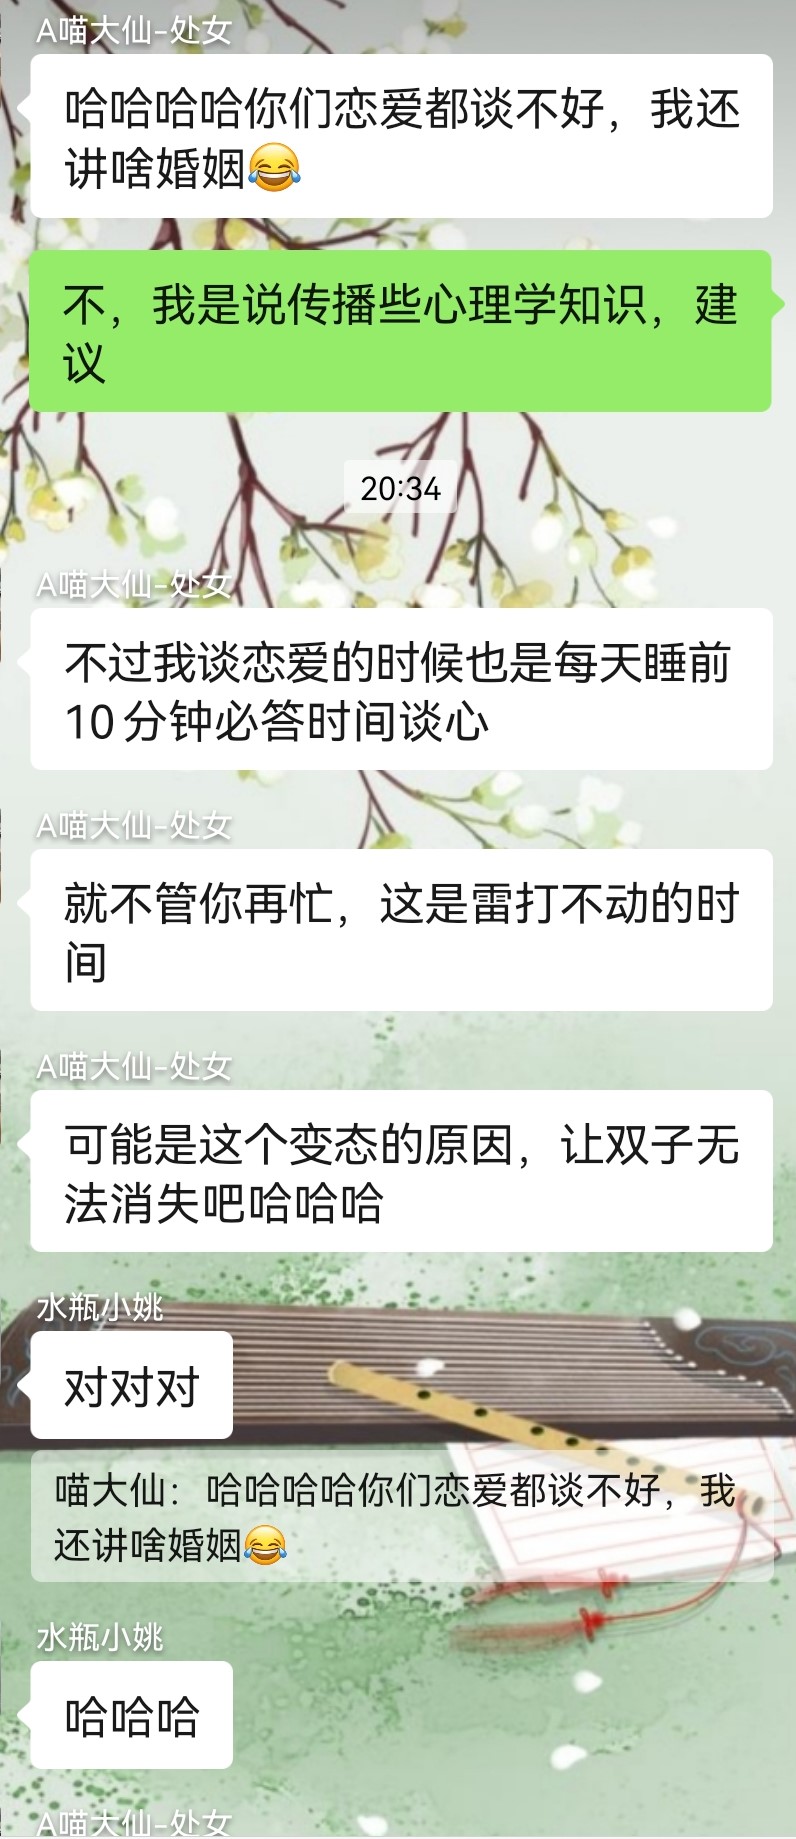 A喵大仙-处女
哈哈哈哈你们恋爱都谈不好，我还
讲啥婚姻😂
不，我是说传播些心理学知识，建
议
20:34
A喵大仙-处女
不过我谈恋爱的时候也是每天睡前
10分钟必答时间谈心
A喵大仙-处女
就不管你再忙，这是雷打不动的时
间
A喵大仙-处女
可能是这个变态的原因，让双子无
法消失吧哈哈哈
水瓶小姚
对对对
喵大仙：哈哈哈哈你们恋爱都谈不好，我
还讲啥婚姻😂
水瓶小姚
哈哈哈
A喵大仙-处女